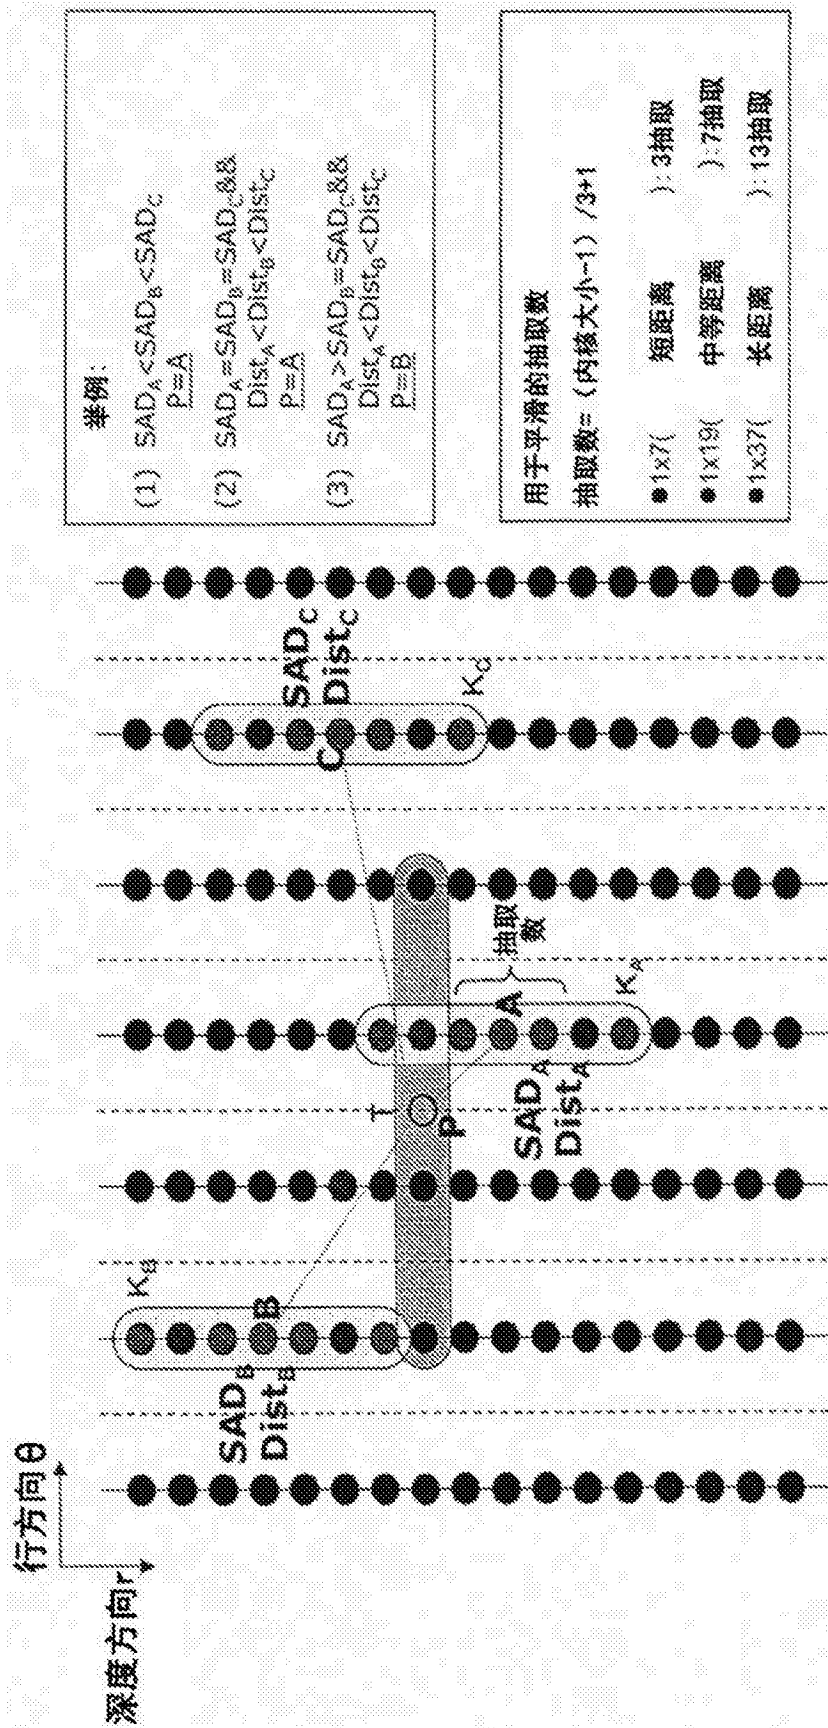 行方向θ
深度方向r
K_B
SAD_B
Dist_B
B
T
P
SAD_A
Dist_A
A
K_A
抽取
数
C
SAD_C
Dist_C
K_C
举例:
(1) SAD_A<SAD_B<SAD_C
P=A
(2) SAD_A=SAD_B=SAD_C&&
Dist_A<Dist_B<Dist_C
P=A
(3) SAD_A>SAD_B=SAD_C&&
Dist_A<Dist_B<Dist_C
P=B
用于平滑的抽取数
抽取数=（内核大小-1）/3+1
●1x7( 短距离 ): 3抽取
●1x19( 中等距离 ): 7抽取
●1x37( 长距离 ): 13抽取